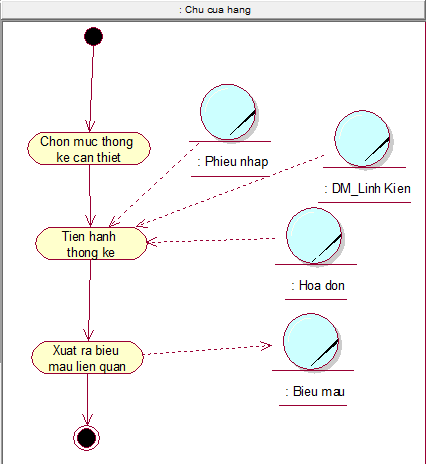 : Chu cua hang
Chon muc thong
ke can thiet
: Phieu nhap
: DM_Linh Kien
Tien hanh
thong ke
: Hoa don
Xuat ra bieu
mau lien quan
: Bieu mau